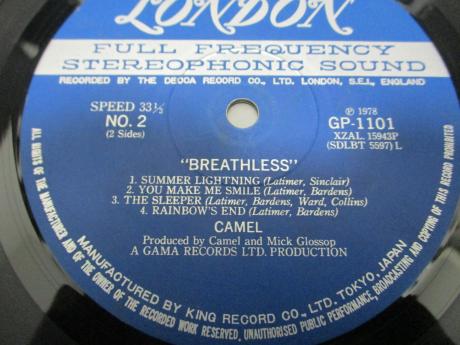 LONDON
FULL FREQUENCY
STEREOPHONIC SOUND
RECORDED BY THE DECCA RECORD CO., LTD. LONDON, S.E.I., ENGLAND
SPEED 33⅓
NO. 2
(2 Sides)
℗ 1978
GP-1101
XZAL. 15943P
(SDLBT 5597) L
"BREATHLESS"
1. SUMMER LIGHTNING (Latimer, Sinclair)
2. YOU MAKE ME SMILE (Latimer, Bardens)
3. THE SLEEPER (Latimer, Bardens, Ward, Collins)
4. RAINBOW'S END (Latimer, Bardens)
CAMEL
Produced by Camel and Mick Glossop
A GAMA RECORDS LTD. PRODUCTION
MANUFACTURED BY KING RECORD CO., LTD. TOKYO, JAPAN
ALL RIGHTS OF THE MANUFACTURER AND OF THE OWNER OF THE RECORDED WORK RESERVED, UNAUTHORISED PUBLIC PERFORMANCE, BROADCASTING AND COPYING OF THIS RECORD PROHIBITED